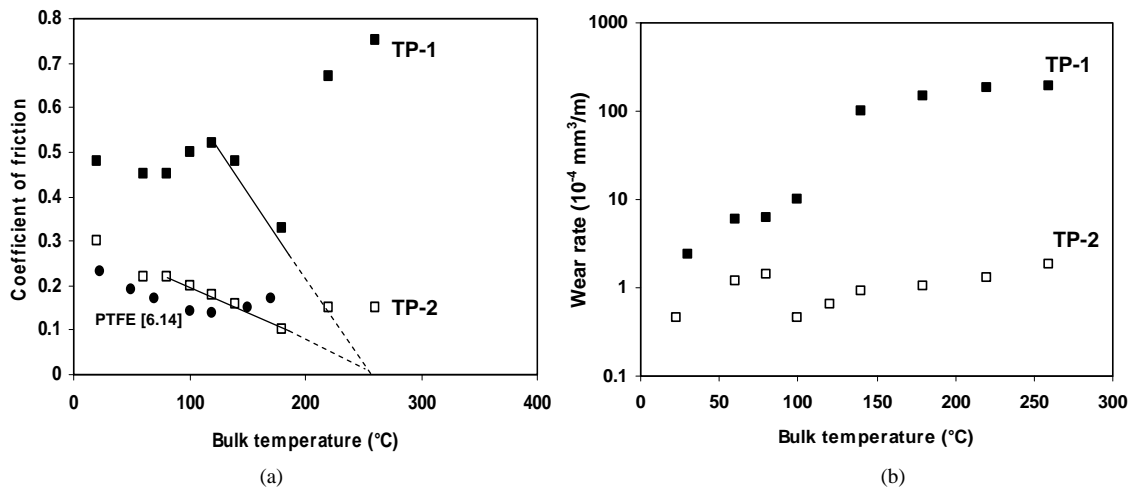 0.8
0.7
0.6
0.5
0.4
0.3
0.2
0.1
0
0 100 200 300 400
Coefficient of friction
Bulk temperature (°C)
TP-1
TP-2
PTFE [6.14]
(a)
1000
100
10
1
0.1
0 50 100 150 200 250 300
Wear rate (10⁻⁴ mm³/m)
Bulk temperature (°C)
TP-1
TP-2
(b)